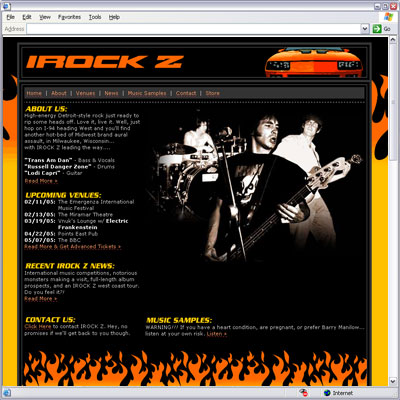 File Edit View Favorites Tools Help
Address
Go
IROCK Z
Home | About | Venues | News | Music Samples | Contact | Store
ABOUT US:
High-energy Detroit-style rock just ready to
rip some heads off. Love it, live it. Well, just
hop on I-94 heading West and you'll find
another hot-bed of Midwest brand aural
assault, in Milwaukee, Wisconsin...
with IROCK Z leading the way....
"Trans Am Dan" - Bass & Vocals
"Russell Danger Zone" - Drums
"Lodi Capri" - Guitar
Read More »
UPCOMING VENUES:
02/11/05: The Emergenza International
Music Festival
02/13/05: The Miramar Theatre
03/19/05: Vnuk's Lounge w/ Electric
Frankenstein
04/22/05: Points East Pub
05/07/05: The BBC
Read More & Get Advanced Tickets »
RECENT IROCK Z NEWS:
International music competitions, notorious
monsters making a visit, full-length album
prospects, and an IROCK Z west coast tour.
Do you feel it?!
Read More »
CONTACT US:
Click Here to contact IROCK Z. Hey, no
promises we'll get back to you though.
MUSIC SAMPLES:
WARNING!!! If you have a heart condition, are pregnant, or prefer Barry Manilow...
listen at your own risk. Listen »
Internet